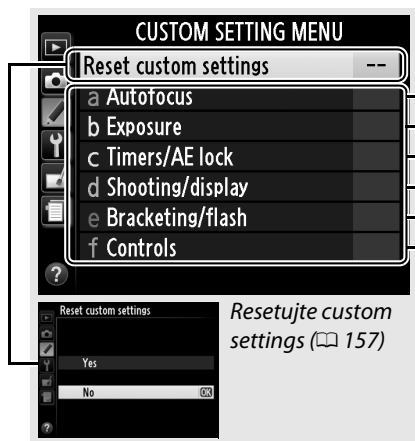 CUSTOM SETTING MENU
Reset custom settings --
a Autofocus
b Exposure
c Timers/AE lock
d Shooting/display
e Bracketing/flash
f Controls
?
Reset custom settings
Yes
No OK
?
Resetujte custom
settings (📖 157)